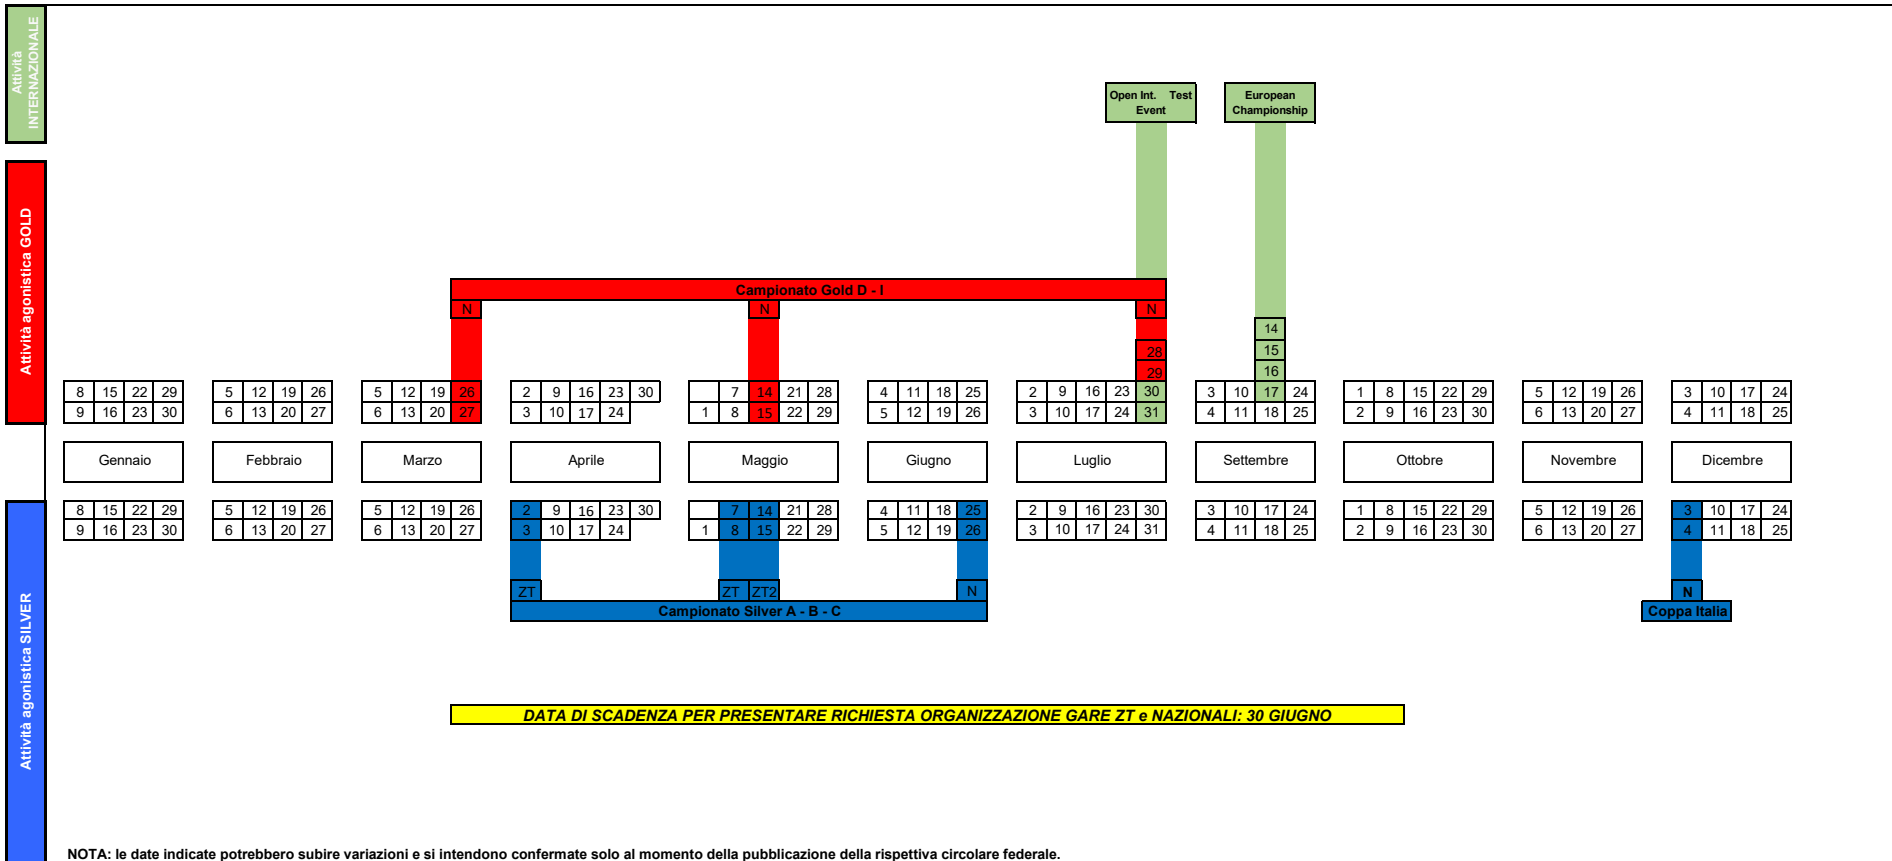 Attività
INTERNAZIONALE
Open Int. Test
Event
European
Championship
Attività agonistica GOLD
Campionato Gold D - I
N N N
14
28 15
29 16
8 15 22 29 5 12 19 26 5 12 19 26 2 9 16 23 30 7 14 21 28 4 11 18 25 2 9 16 23 30 3 10 17 24 1 8 15 22 29 5 12 19 26 3 10 17 24
9 16 23 30 6 13 20 27 6 13 20 27 3 10 17 24 1 8 15 22 29 5 12 19 26 3 10 17 24 31 4 11 18 25 2 9 16 23 30 6 13 20 27 4 11 18 25
Gennaio Febbraio Marzo Aprile Maggio Giugno Luglio Settembre Ottobre Novembre Dicembre
8 15 22 29 5 12 19 26 5 12 19 26 2 9 16 23 30 7 14 21 28 4 11 18 25 2 9 16 23 30 3 10 17 24 1 8 15 22 29 5 12 19 26 3 10 17 24
9 16 23 30 6 13 20 27 6 13 20 27 3 10 17 24 1 8 15 22 29 5 12 19 26 3 10 17 24 31 4 11 18 25 2 9 16 23 30 6 13 20 27 4 11 18 25
ZT ZT ZT2 N N
Campionato Silver A - B - C Coppa Italia
Attività agonistica SILVER
DATA DI SCADENZA PER PRESENTARE RICHIESTA ORGANIZZAZIONE GARE ZT e NAZIONALI: 30 GIUGNO
NOTA: le date indicate potrebbero subire variazioni e si intendono confermate solo al momento della pubblicazione della rispettiva circolare federale.